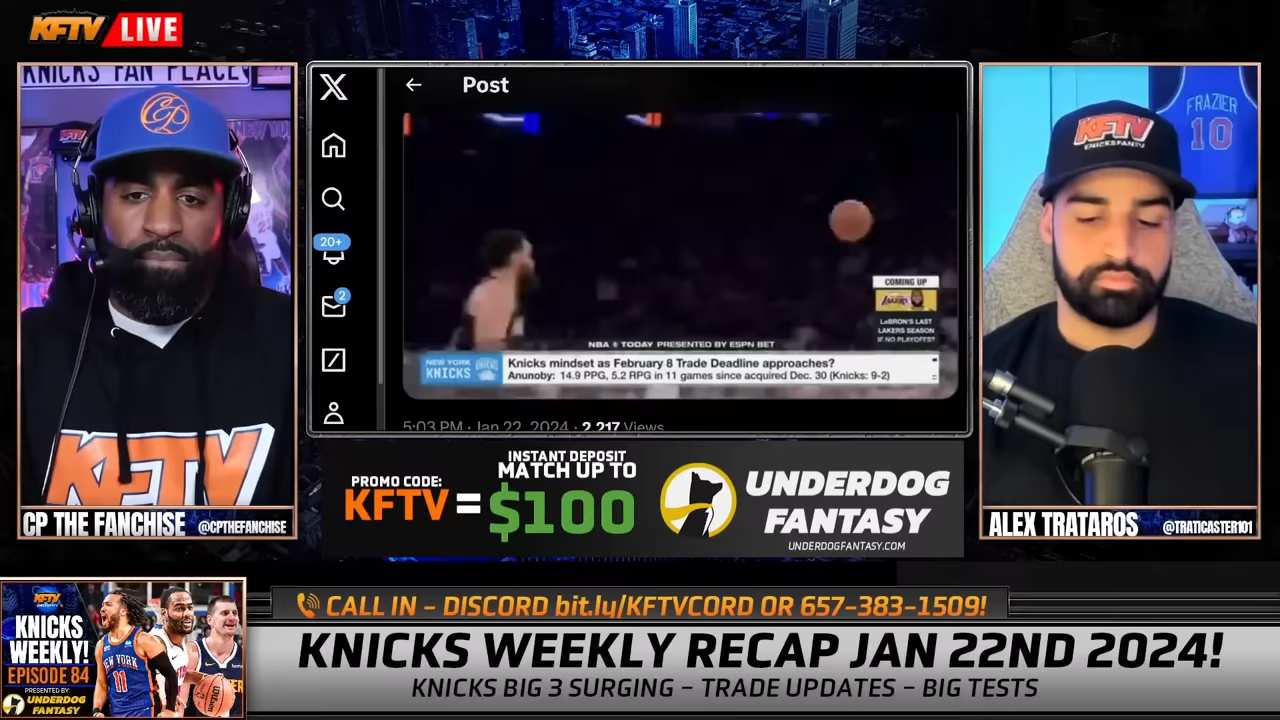 KFTV LIVE
KNICKS FAN PLACE
X
Post
20+
2
FRAZIER
10
KFTV
KNICKSFANTV
COMING UP
LAKERS
LeBRON'S LAST
LAKERS SEASON
IF NO PLAYOFFS?
NBA TODAY PRESENTED BY ESPN BET
NEW YORK
KNICKS
Knicks mindset as February 8 Trade Deadline approaches?
Anunoby: 14.9 PPG, 5.2 RPG in 11 games since acquired Dec. 30 (Knicks: 9-2)
5:03 PM · Jan 22, 2024 · 2,217 Views
KFTV
CP THE FANCHISE @CPTHEFANCHISE
PROMO CODE:
KFTV
=
INSTANT DEPOSIT
MATCH UP TO
$100
UNDERDOG
FANTASY
UNDERDOGFANTASY.COM
ALEX TRATAROS @TRATICASTER101
KFTV
KNICKS
WEEKLY!
EPISODE 84
PRESENTED BY:
UNDERDOG
FANTASY
NEW YORK
11
CALL IN – DISCORD bit.ly/KFTVCORD OR 657-383-1509!
KNICKS WEEKLY RECAP JAN 22ND 2024!
KNICKS BIG 3 SURGING – TRADE UPDATES – BIG TESTS